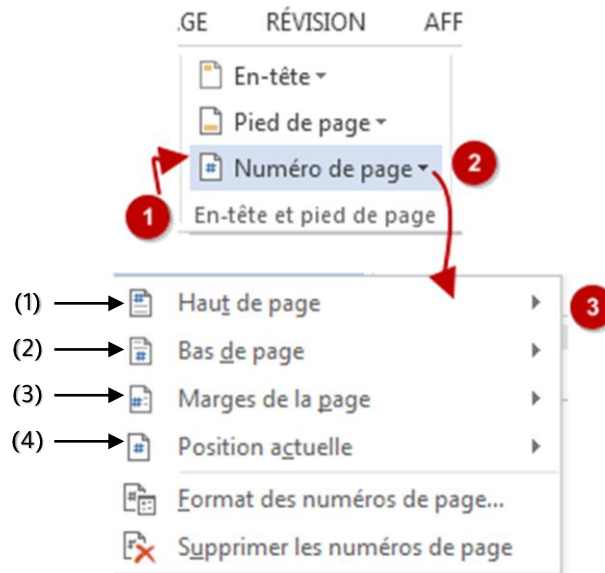 .GE RÉVISION AFF
En-tête
Pied de page
# Numéro de page 2
1 En-tête et pied de page
(1) Haut de page 3
(2) Bas de page
(3) Marges de la page
(4) Position actuelle
Format des numéros de page...
Supprimer les numéros de page